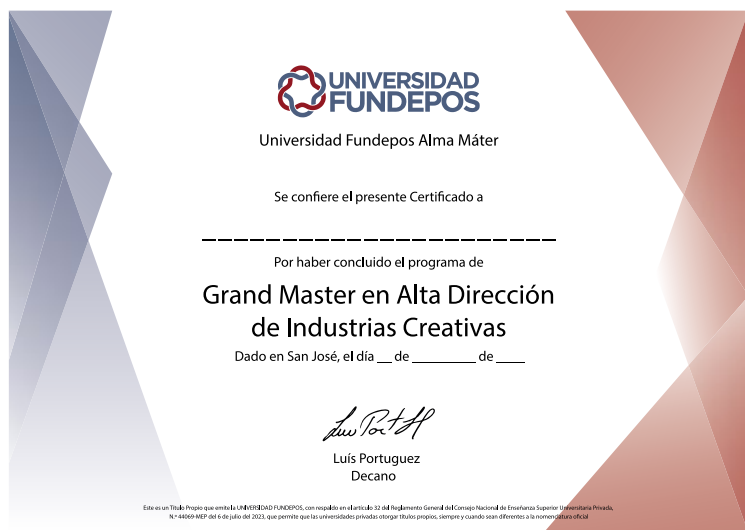 UNIVERSIDAD
FUNDEPOS
Universidad Fundepos Alma Máter
Se confiere el presente Certificado a
Por haber concluido el programa de
Grand Master en Alta Dirección
de Industrias Creativas
Dado en San José, el día __ de ________ de ____
Luís Portuguez
Decano
Este es un Título Propio que emite la UNIVERSIDAD FUNDEPOS, con respaldo en el artículo 32 del Reglamento General del Consejo Nacional de Enseñanza Superior Universitaria Privada,
N.º 44069-MEP del 6 de julio del 2023, que permite que las universidades privadas otorgar títulos propios, siempre y cuando sean diferentes a la nomenclatura oficial